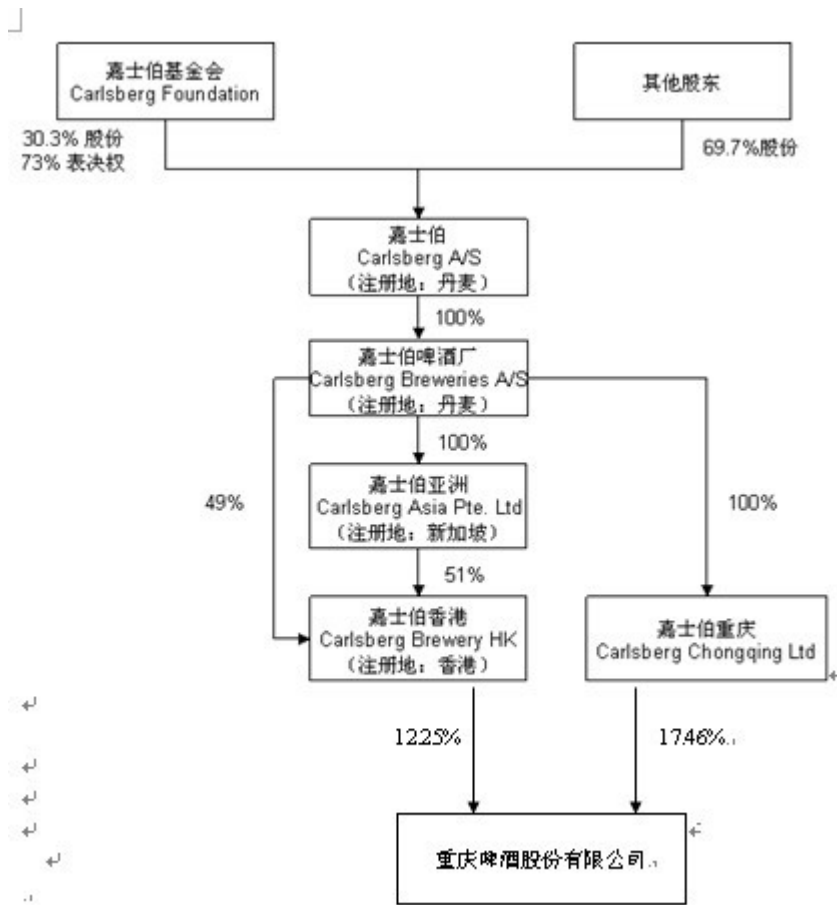 嘉士伯基金会
Carlsberg Foundation
其他股东
30.3% 股份
73% 表决权
69.7%股份
嘉士伯
Carlsberg A/S
（注册地：丹麦）
100%
嘉士伯啤酒厂
Carlsberg Breweries A/S
（注册地：丹麦）
100%
49%
嘉士伯亚洲
Carlsberg Asia Pte. Ltd
（注册地：新加坡）
100%
51%
嘉士伯香港
Carlsberg Brewery HK
（注册地：香港）
嘉士伯重庆
Carlsberg Chongqing Ltd
12.25%
17.46%
重庆啤酒股份有限公司